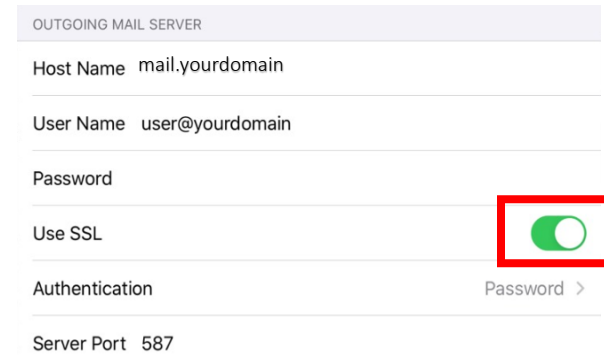 OUTGOING MAIL SERVER
Host Name mail.yourdomain
User Name user@yourdomain
Password
Use SSL
Authentication Password >
Server Port 587